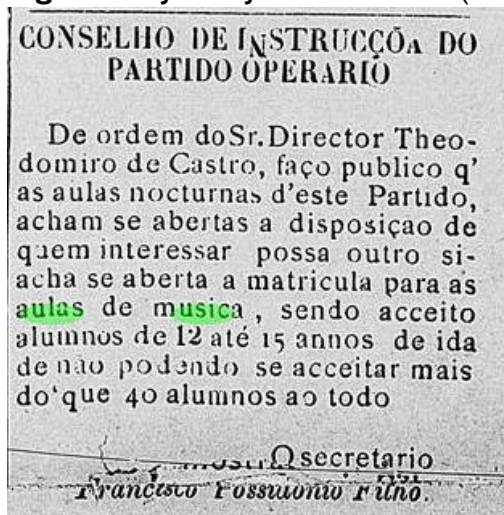 CONSELHO DE INSTRUCÇÕA DO
PARTIDO OPERARIO
De ordem do Sr. Director Theo-
domiro de Castro, faço publico q'
as aulas nocturnas d'este Partido,
acham se abertas a disposiçao de
quem interessar possa outro si-
acha se aberta a matricula para as
aulas de musica, sendo acceito
alumnos de 12 até 15 annos de ida
de não podendo se acceitar mais
do'que 40 alumnos ao todo
O secretario
Francisco Possidonio Filho.